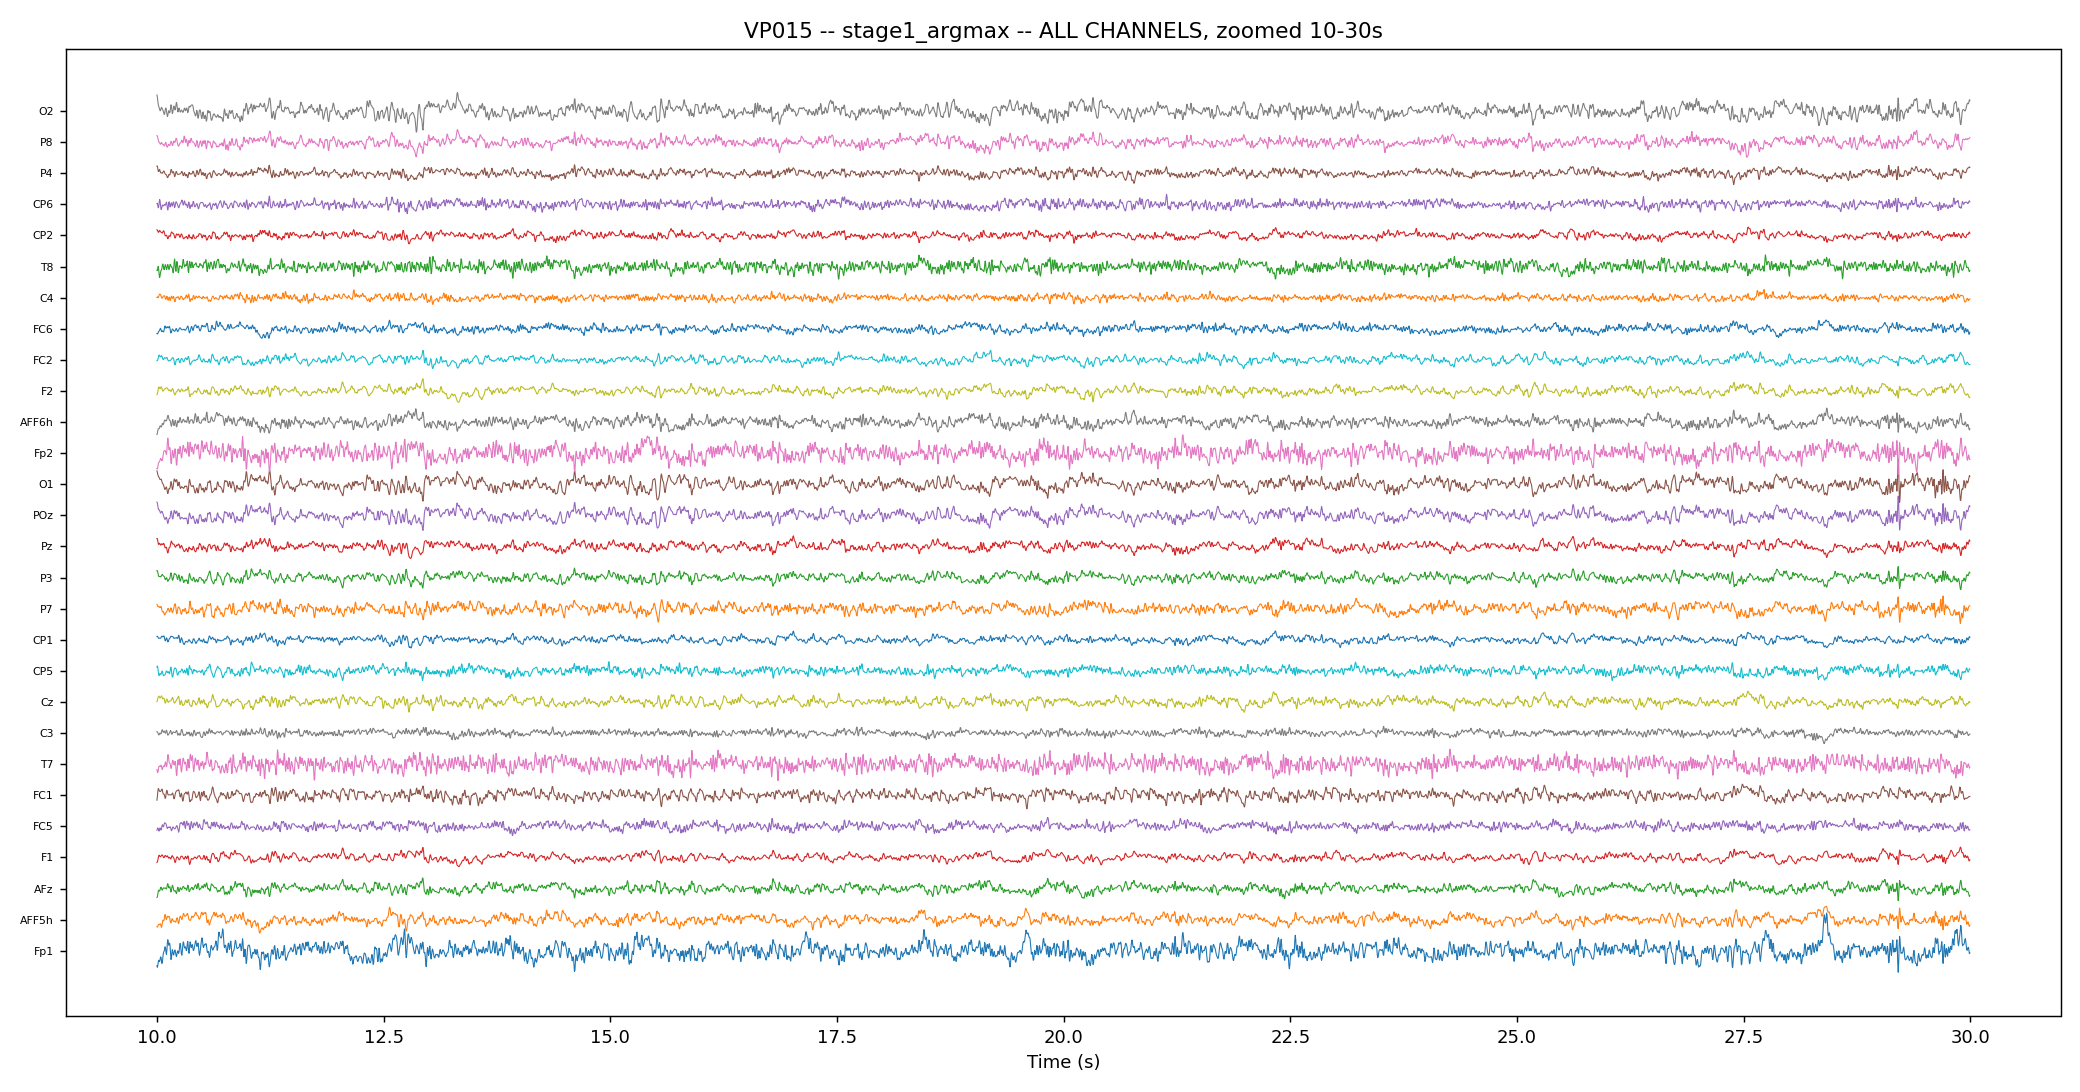 VP015 -- stage1_argmax -- ALL CHANNELS, zoomed 10-30s
O2
P8
P4
CP6
CP2
T8
C4
FC6
FC2
F2
AFF6h
Fp2
O1
POz
Pz
P3
P7
CP1
CP5
Cz
C3
T7
FC1
FC5
F1
AFz
AFF5h
Fp1
10.0 12.5 15.0 17.5 20.0 22.5 25.0 27.5 30.0
Time (s)